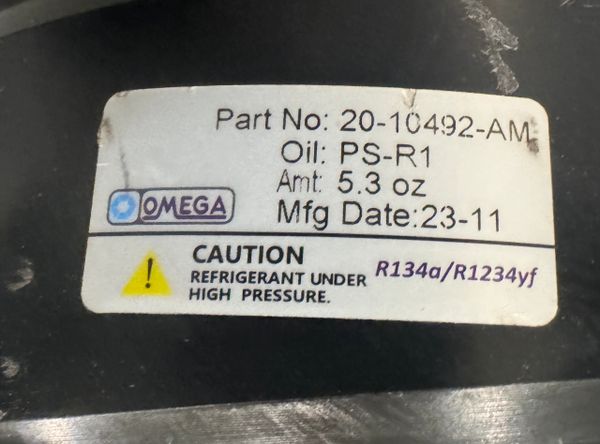 Part No: 20-10492-AM
Oil: PS-R1
Amt: 5.3 oz
OMEGA
Mfg Date:23-11
CAUTION
REFRIGERANT UNDER
HIGH PRESSURE.
R134a/R1234yf